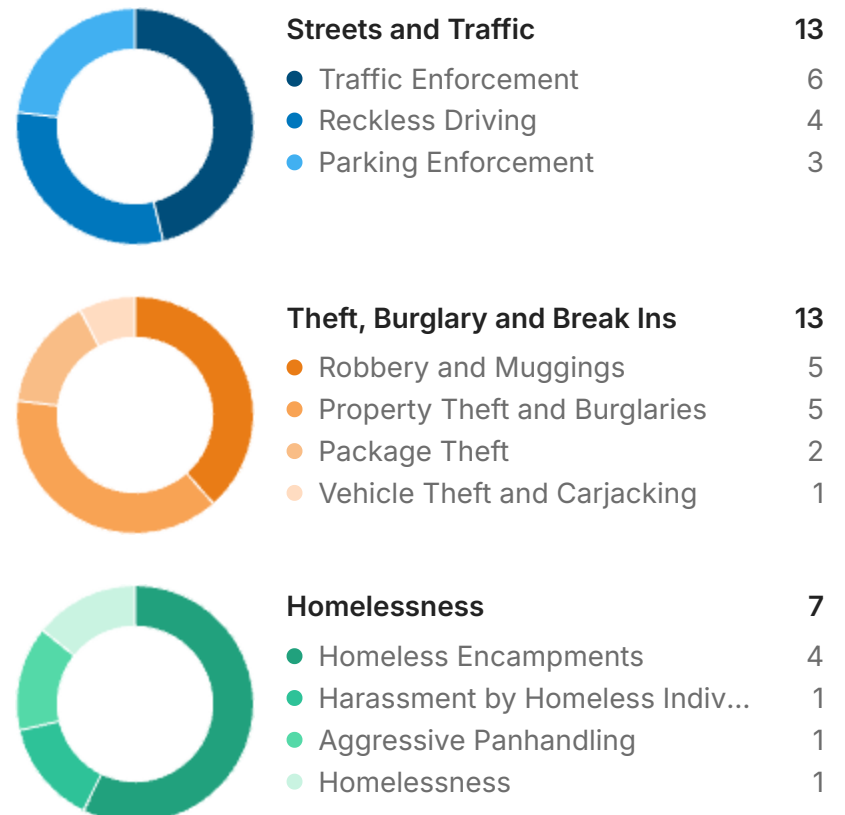 Streets and Traffic 13
Traffic Enforcement 6
Reckless Driving 4
Parking Enforcement 3
Theft, Burglary and Break Ins 13
Robbery and Muggings 5
Property Theft and Burglaries 5
Package Theft 2
Vehicle Theft and Carjacking 1
Homelessness 7
Homeless Encampments 4
Harassment by Homeless Indiv... 1
Aggressive Panhandling 1
Homelessness 1